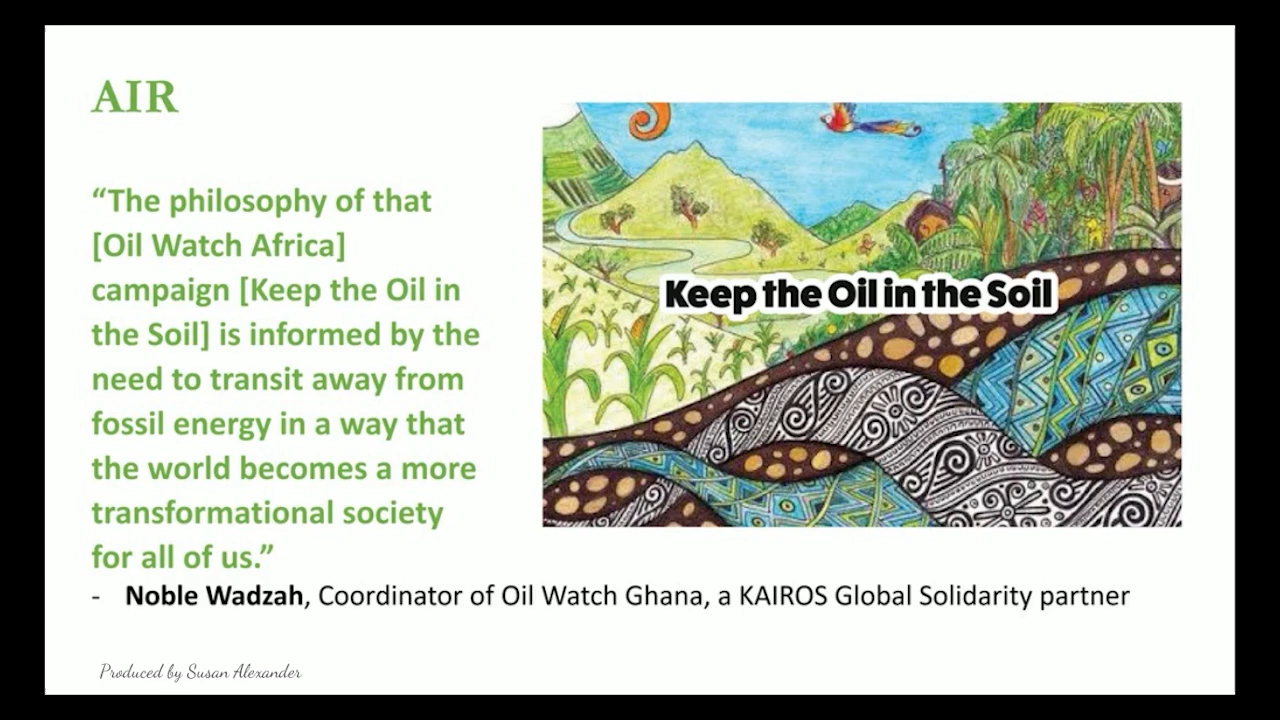 AIR
“The philosophy of that
[Oil Watch Africa]
campaign [Keep the Oil in
the Soil] is informed by the
need to transit away from
fossil energy in a way that
the world becomes a more
transformational society
for all of us.”
Keep the Oil in the Soil
- Noble Wadzah, Coordinator of Oil Watch Ghana, a KAIROS Global Solidarity partner
Produced by Susan Alexander